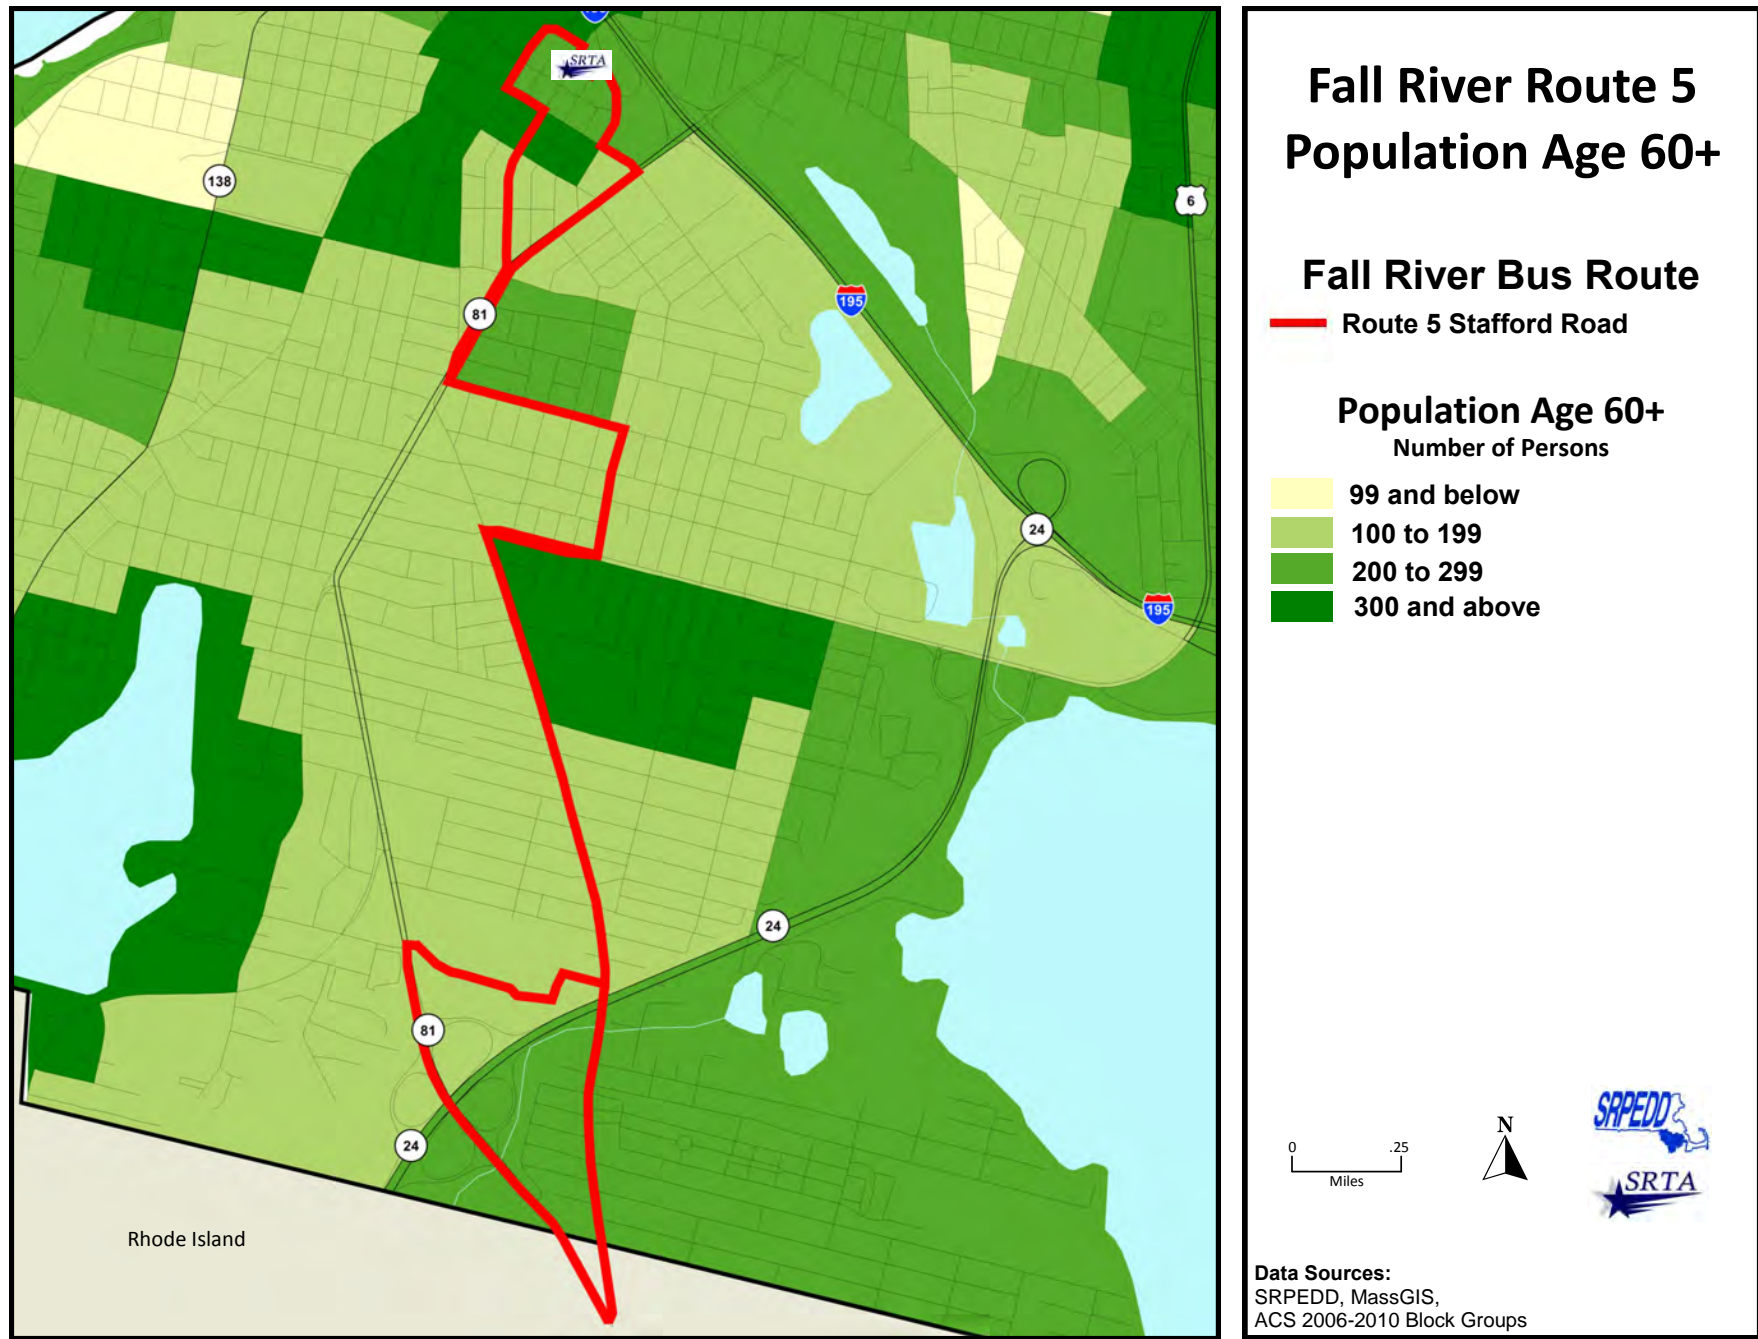 SRTA
138
6
81
195
24
195
24
81
24
Rhode Island
Fall River Route 5
Population Age 60+
Fall River Bus Route
Route 5 Stafford Road
Population Age 60+
Number of Persons
99 and below
100 to 199
200 to 299
300 and above
0 .25
Miles
N
SRPEDD
SRTA
Data Sources:
SRPEDD, MassGIS,
ACS 2006-2010 Block Groups